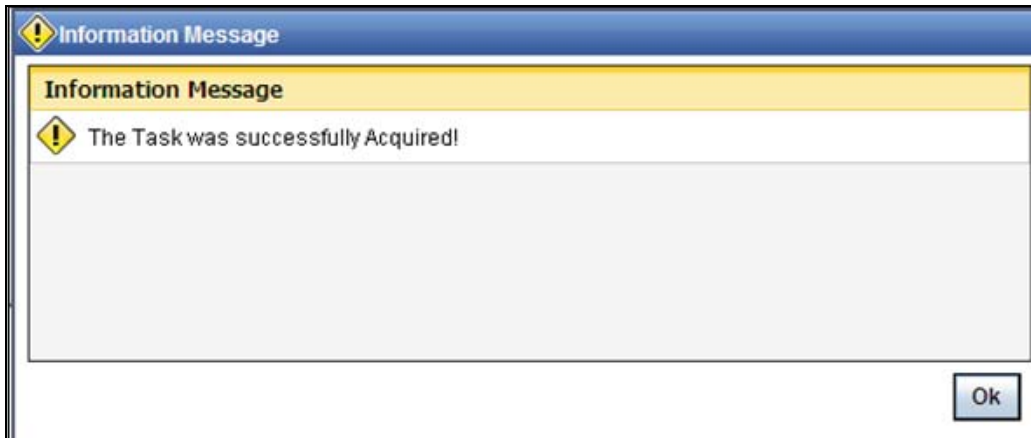 Information Message
Information Message
The Task was successfully Acquired!
Ok